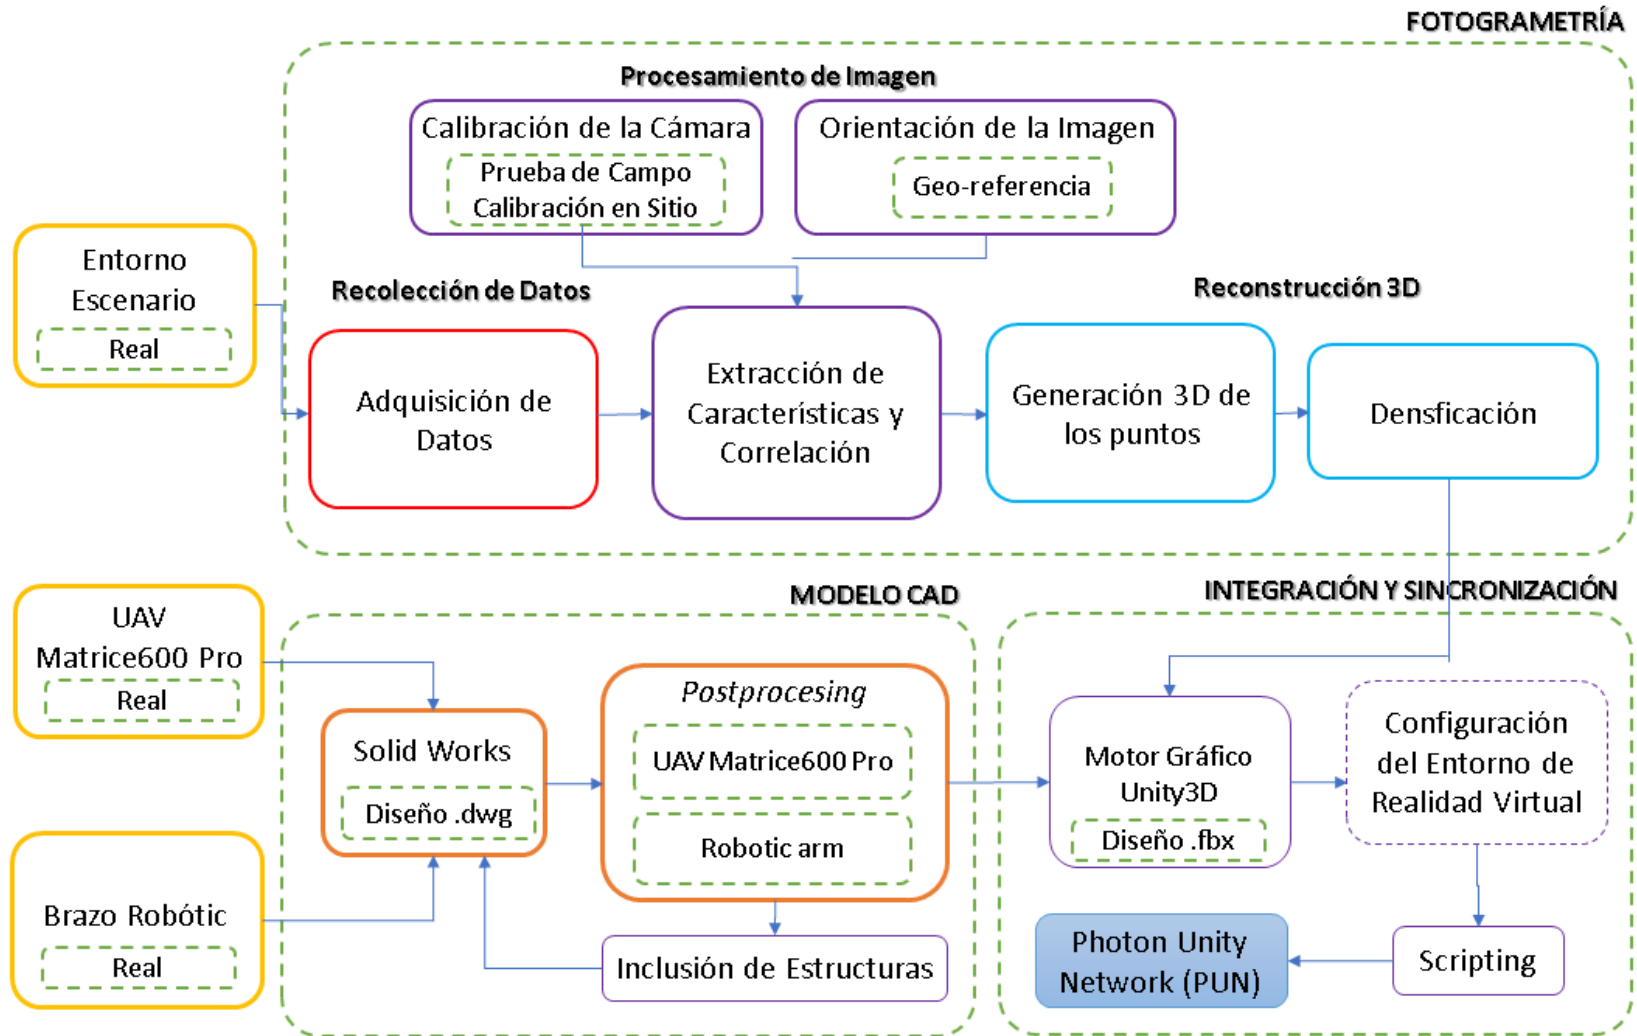 FOTOGRAMETRÍA
Procesamiento de Imagen
Calibración de la Cámara
Prueba de Campo
Calibración en Sitio
Orientación de la Imagen
Geo-referencia
Entorno
Escenario
Real
Recolección de Datos
Adquisición de
Datos
Extracción de
Características y
Correlación
Reconstrucción 3D
Generación 3D de
los puntos
Densficación
UAV
Matrice600 Pro
Real
Brazo Robótic
Real
MODELO CAD
Solid Works
Diseño .dwg
Postprocesing
UAV Matrice600 Pro
Robotic arm
Inclusión de Estructuras
INTEGRACIÓN Y SINCRONIZACIÓN
Motor Gráfico
Unity3D
Diseño .fbx
Configuración
del Entorno de
Realidad Virtual
Scripting
Photon Unity
Network (PUN)